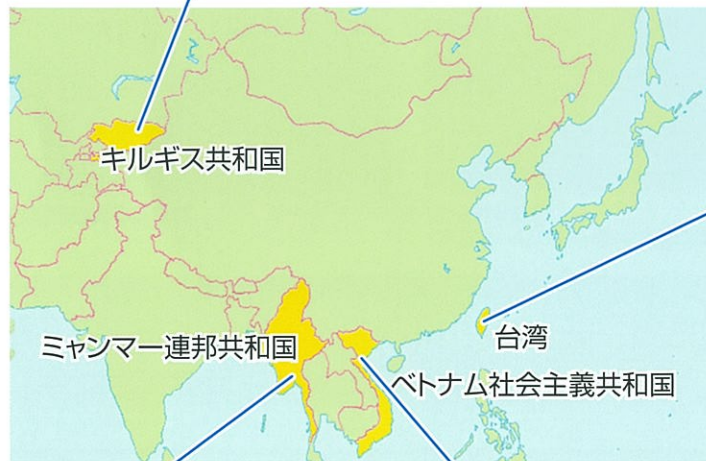 キルギス共和国
台湾
ミャンマー連邦共和国
ベトナム社会主義共和国